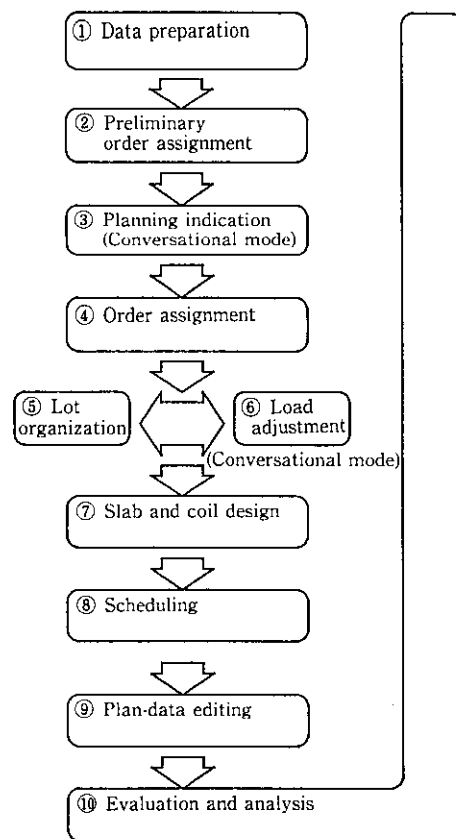 ① Data preparation
② Preliminary
order assignment
③ Planning indication
(Conversational mode)
④ Order assignment
⑤ Lot
organization
⑥ Load
adjustment
(Conversational mode)
⑦ Slab and coil design
⑧ Scheduling
⑨ Plan-data editing
⑩ Evaluation and analysis